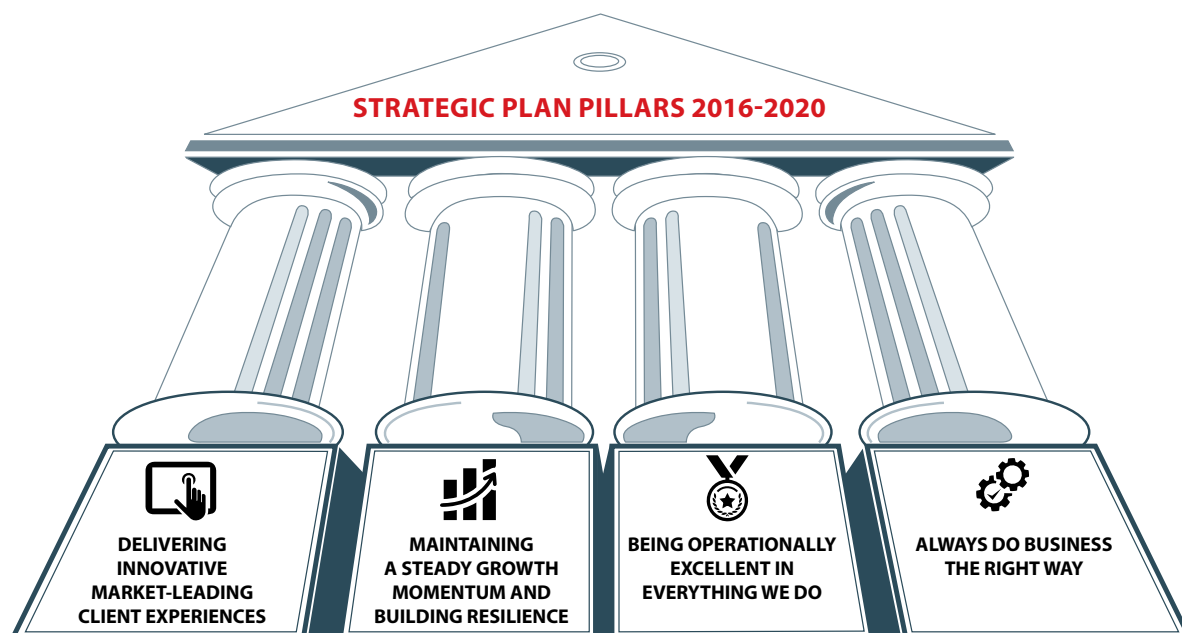 STRATEGIC PLAN PILLARS 2016-2020
DELIVERING
INNOVATIVE
MARKET-LEADING
CLIENT EXPERIENCES
MAINTAINING
A STEADY GROWTH
MOMENTUM AND
BUILDING RESILIENCE
BEING OPERATIONALLY
EXCELLENT IN
EVERYTHING WE DO
ALWAYS DO BUSINESS
THE RIGHT WAY